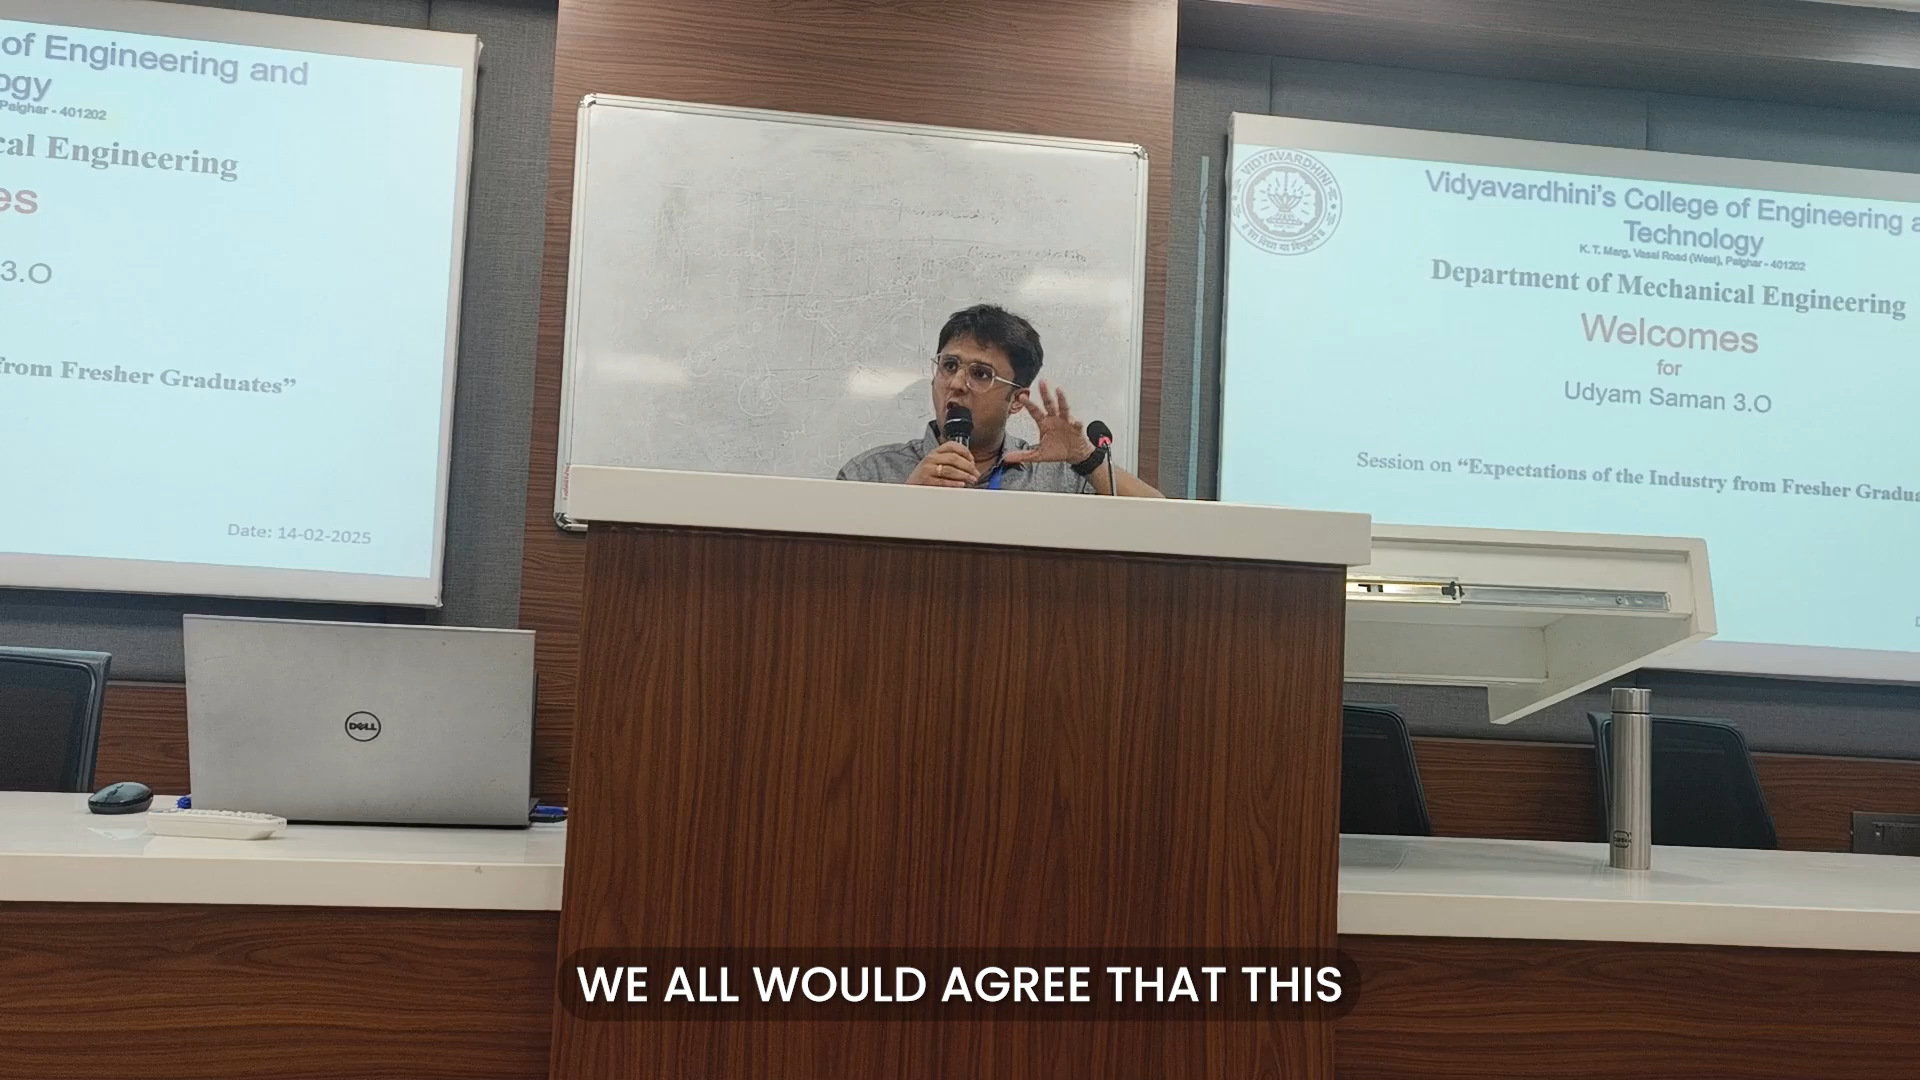 of Engineering and
ogy
Palghar - 401202
cal Engineering
es
3.O
from Fresher Graduates”
Date: 14-02-2025
VIDYAVARDHINI
Vidyavardhini’s College of Engineering a
Technology
K. T. Marg, Vasai Road (West), Palghar - 401202
Department of Mechanical Engineering
Welcomes
for
Udyam Saman 3.O
Session on “Expectations of the Industry from Fresher Gradua
DELL
WE ALL WOULD AGREE THAT THIS